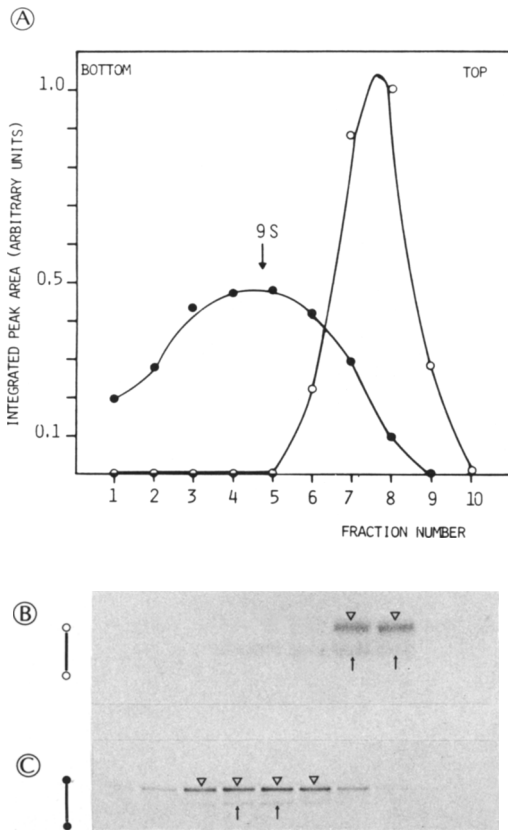 A
BOTTOM TOP
INTEGRATED PEAK AREA (ARBITRARY UNITS)
1.0
0.5
0.1
9S
1 2 3 4 5 6 7 8 9 10
FRACTION NUMBER
B
C